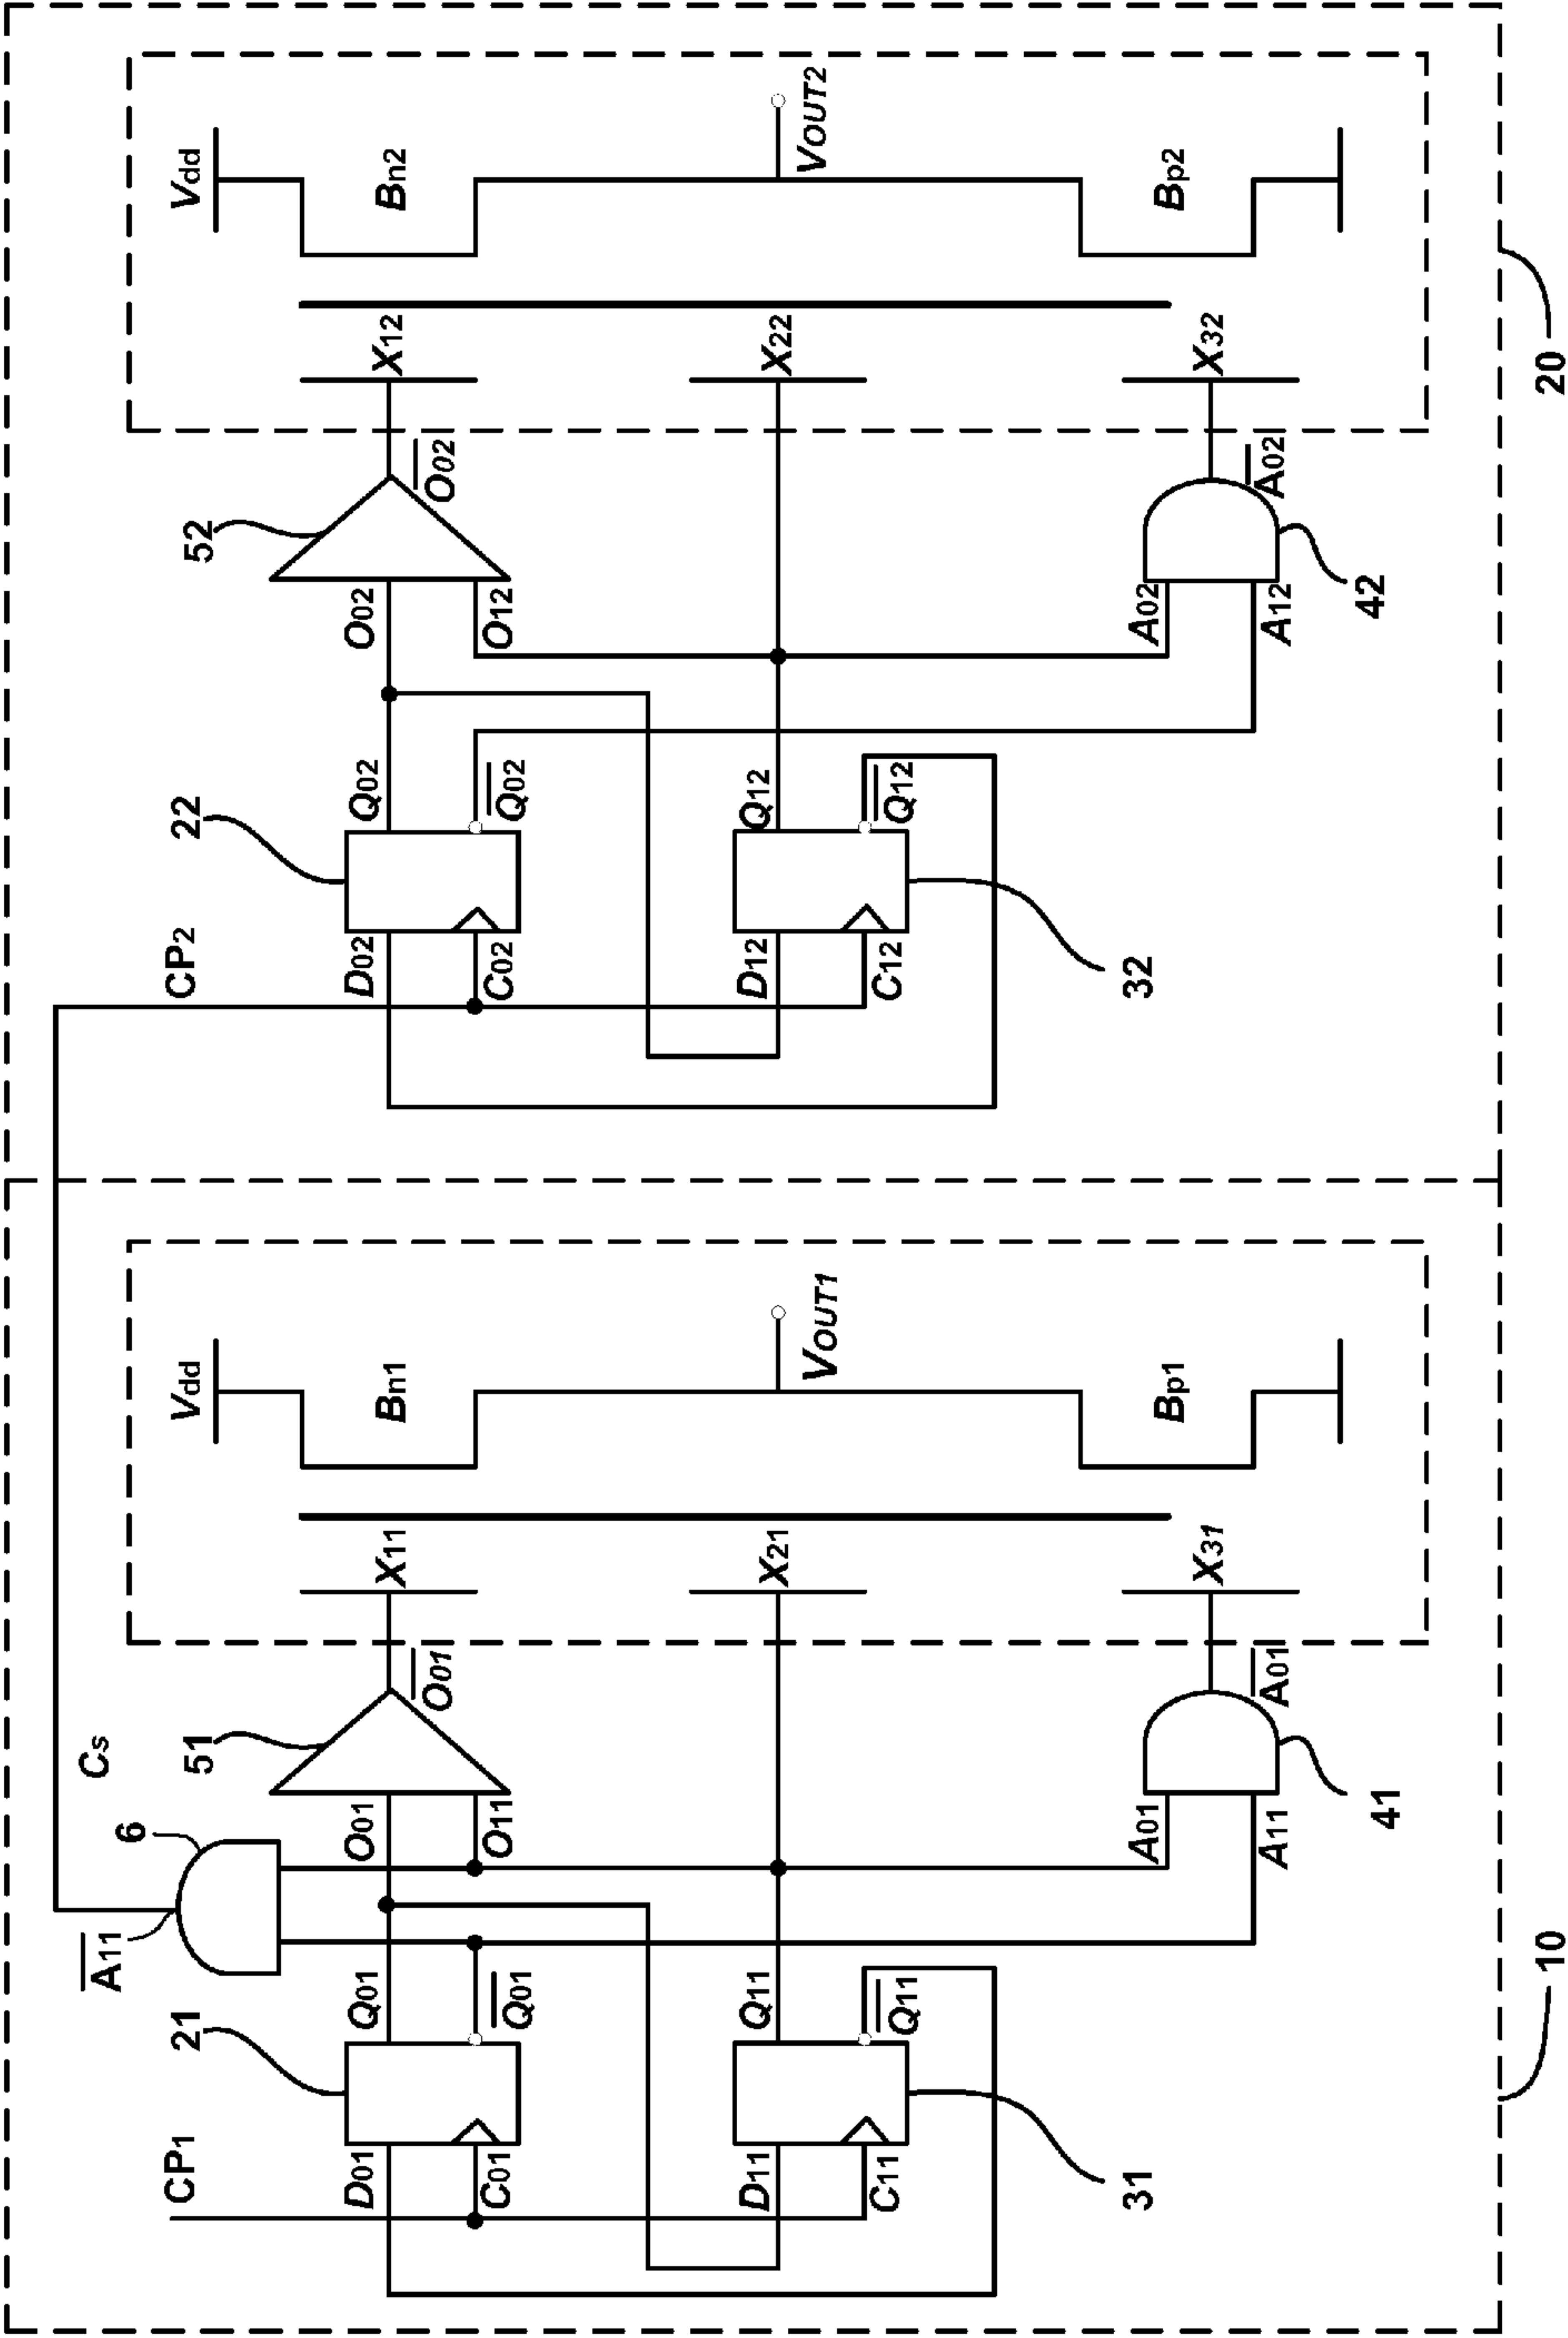 Cs
CP1
21
A11
6
51
Vdd
D01
Q01
O01
O01
X11
Bn1
C01
Q01
O11
D11
Q11
X21
VOUT1
C11
Q11
31
A01
A11
A01
X31
Bp1
41
10
CP2
22
52
Vdd
D02
Q02
O02
O02
X12
Bn2
C02
Q02
O12
D12
Q12
X22
VOUT2
C12
Q12
32
A02
A12
A02
X32
Bp2
42
20